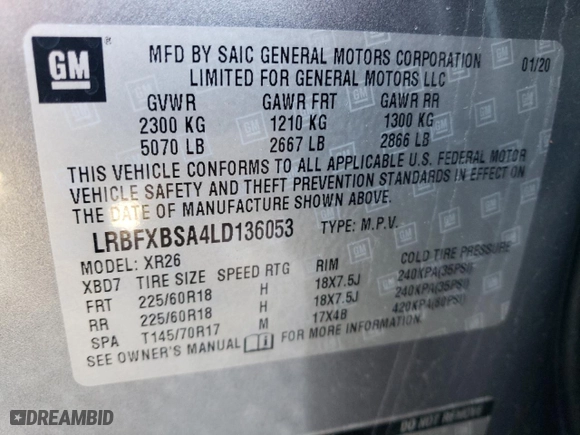 GM
MFD BY SAIC GENERAL MOTORS CORPORATION 01/20
LIMITED FOR GENERAL MOTORS LLC
GVWR GAWR FRT GAWR RR
2300 KG 1210 KG 1300 KG
5070 LB 2667 LB 2866 LB
THIS VEHICLE CONFORMS TO ALL APPLICABLE U.S. FEDERAL MOTOR
VEHICLE SAFETY AND THEFT PREVENTION STANDARDS IN EFFECT ON
THE DATE OF MANUFACTURE SHOWN ABOVE.
LRBFXBSA4LD136053 TYPE: M.P.V.
MODEL: XR26
XBD7 TIRE SIZE SPEED RTG RIM COLD TIRE PRESSURE
FRT 225/60R18 H 18X7.5J 240KPA(35PSI)
RR 225/60R18 H 18X7.5J 240KPA(35PSI)
SPA T145/70R17 M 17X4B 420KPA(60PSI)
SEE OWNER'S MANUAL FOR MORE INFORMATION.
DO NOT REMOVE
DREAMBID